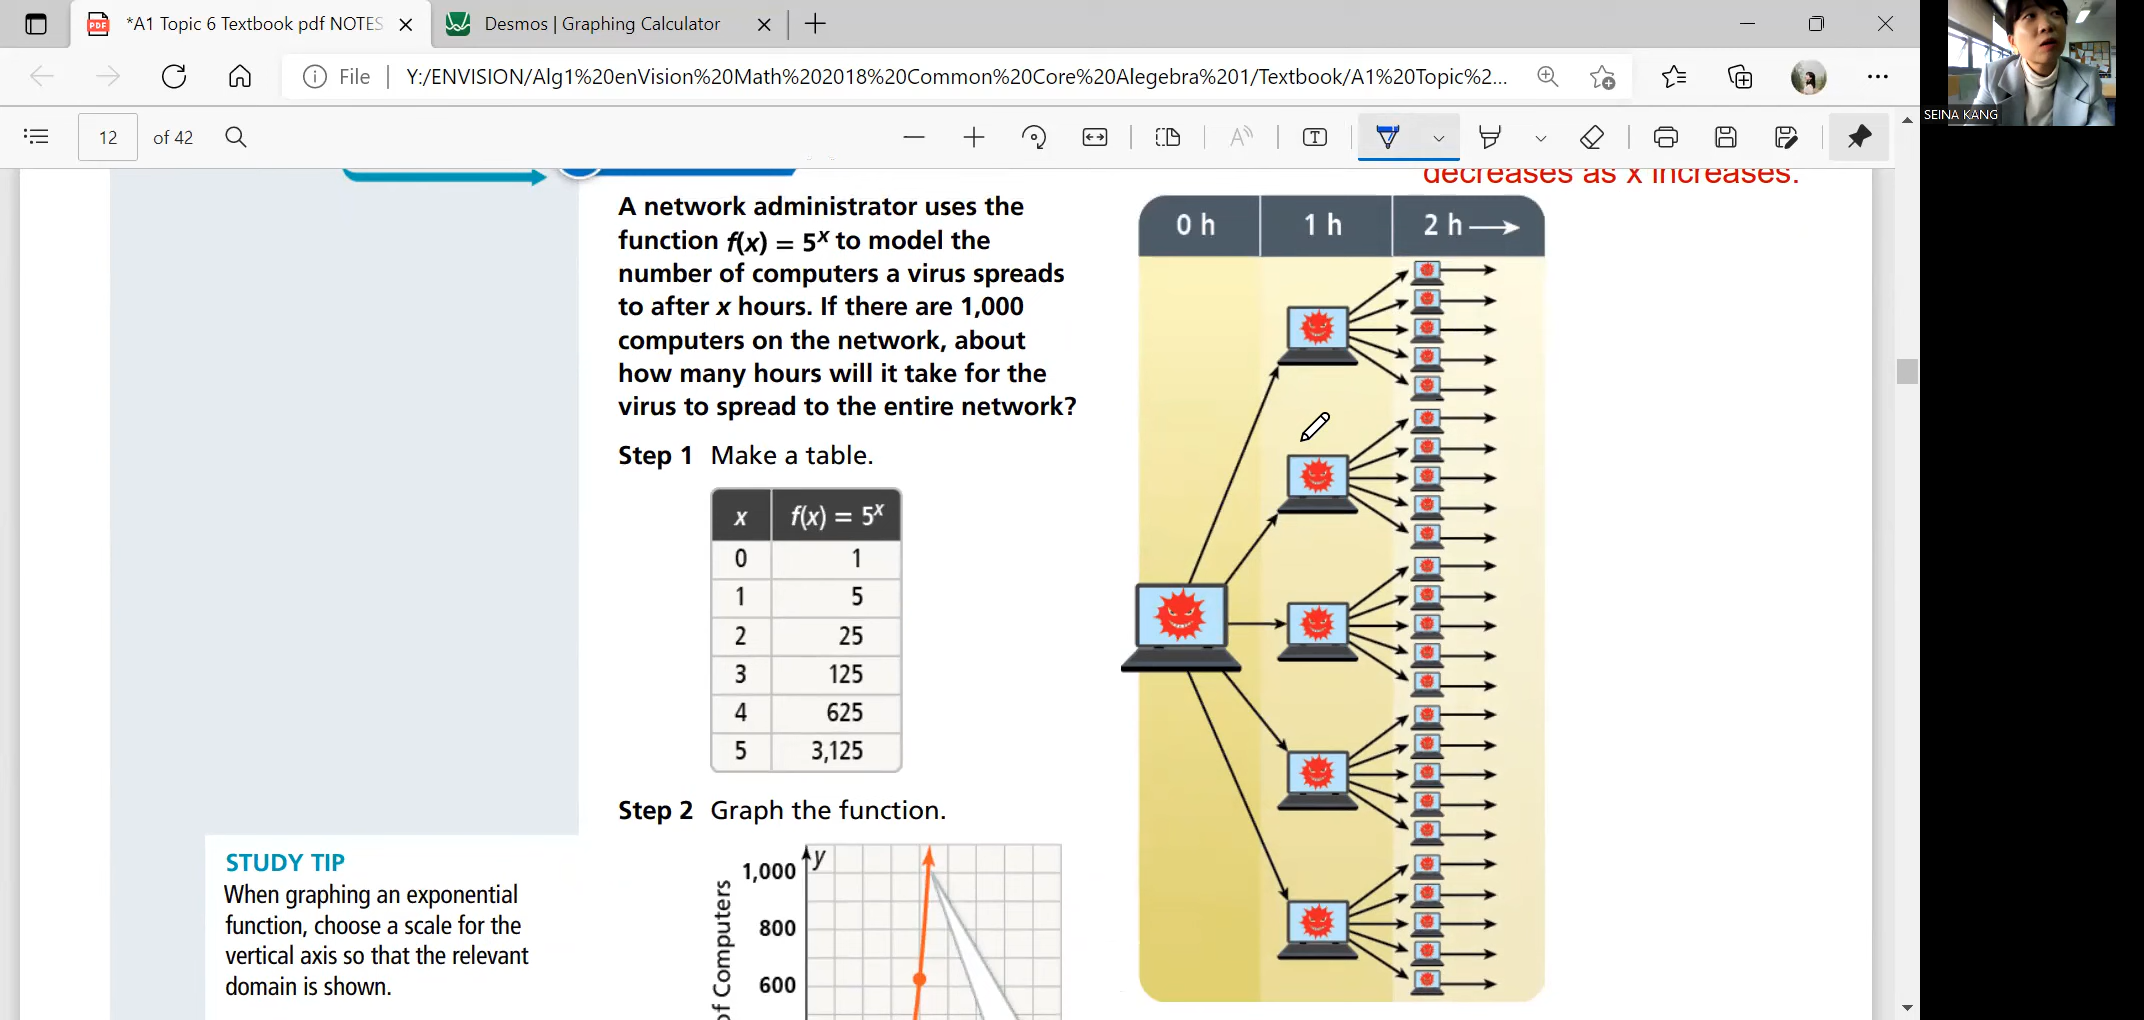 *A1 Topic 6 Textbook pdf NOTES
Desmos | Graphing Calculator
File
Y:/ENVISION/Alg1%20enVision%20Math%202018%20Common%20Core%20Alegebra%201/Textbook/A1%20Topic%2...
12 of 42
SEINA KANG
decreases as x increases.
A network administrator uses the
function f(x) = 5ˣ to model the
number of computers a virus spreads
to after x hours. If there are 1,000
computers on the network, about
how many hours will it take for the
virus to spread to the entire network?
0 h 1 h 2 h
Step 1 Make a table.
x f(x) = 5ˣ
0 1
1 5
2 25
3 125
4 625
5 3,125
Step 2 Graph the function.
y
1,000
800
600
of Computers
STUDY TIP
When graphing an exponential
function, choose a scale for the
vertical axis so that the relevant
domain is shown.